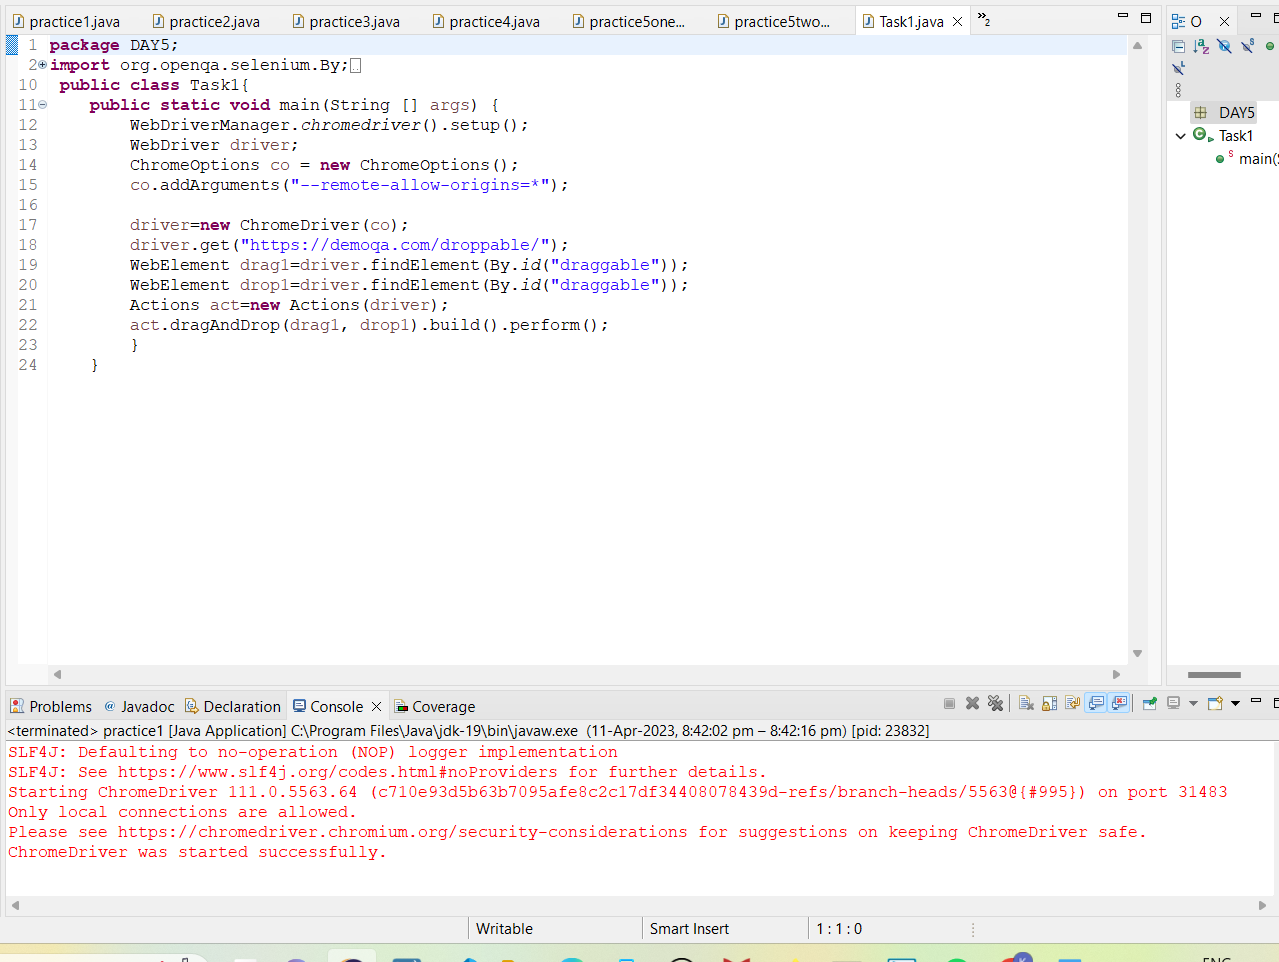 practice1.java practice2.java practice3.java practice4.java practice5one... practice5two... Task1.java »2 O
1 package DAY5;
2 import org.openqa.selenium.By;
10 public class Task1{
11 public static void main(String [] args) {
12 WebDriverManager.chromedriver().setup();
13 WebDriver driver;
14 ChromeOptions co = new ChromeOptions();
15 co.addArguments("--remote-allow-origins=*");
16
17 driver=new ChromeDriver(co);
18 driver.get("https://demoqa.com/droppable/");
19 WebElement drag1=driver.findElement(By.id("draggable"));
20 WebElement drop1=driver.findElement(By.id("draggable"));
21 Actions act=new Actions(driver);
22 act.dragAndDrop(drag1, drop1).build().perform();
23 }
24 }
DAY5
Task1
main(S
Problems @ Javadoc Declaration Console Coverage
<terminated> practice1 [Java Application] C:\Program Files\Java\jdk-19\bin\javaw.exe (11-Apr-2023, 8:42:02 pm – 8:42:16 pm) [pid: 23832]
SLF4J: Defaulting to no-operation (NOP) logger implementation
SLF4J: See https://www.slf4j.org/codes.html#noProviders for further details.
Starting ChromeDriver 111.0.5563.64 (c710e93d5b63b7095afe8c2c17df34408078439d-refs/branch-heads/5563@{#995}) on port 31483
Only local connections are allowed.
Please see https://chromedriver.chromium.org/security-considerations for suggestions on keeping ChromeDriver safe.
ChromeDriver was started successfully.
Writable Smart Insert 1 : 1 : 0
ENG